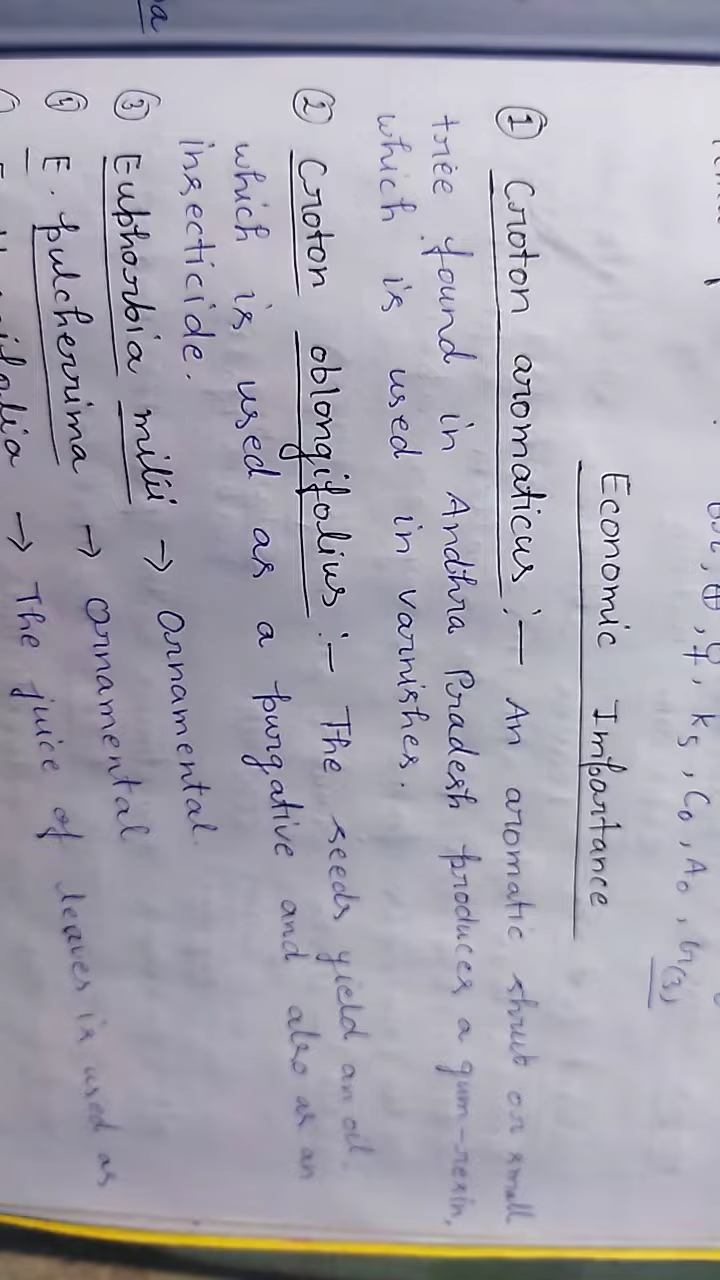 K5, C0, A0, G(3)
Economic Importance
① Croton aromaticus :- An aromatic shrub or small
tree found in Andhra Pradesh produces a gum-resin,
which is used in varnishes.
② Croton oblongifolius :- The seeds yield an oil.
which is used as a purgative and also as an
insecticide.
③ Euphorbia milii → Ornamental.
④ E. pulcherrima → Ornamental
→ The juice of leaves is used as